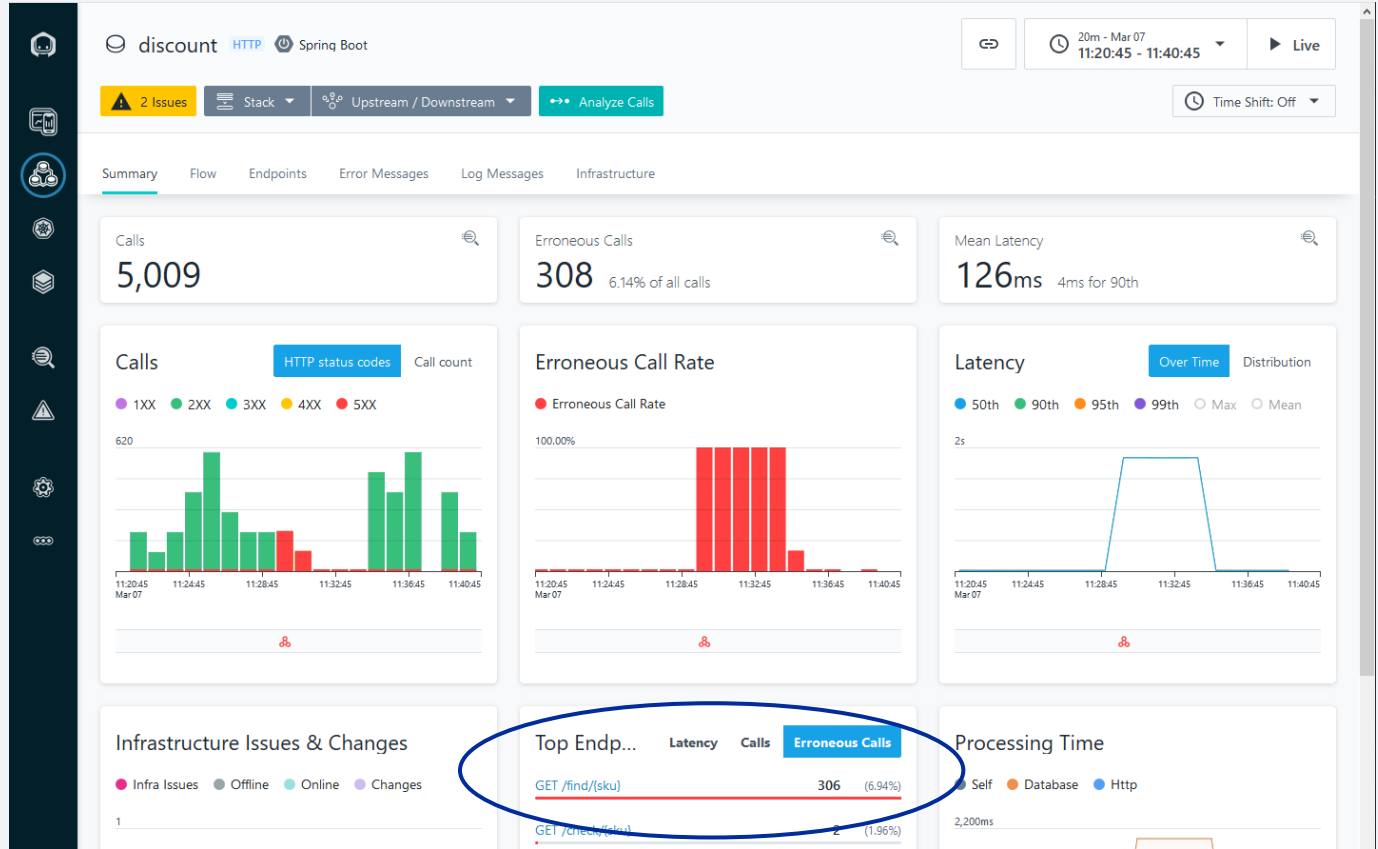 discount HTTP Spring Boot
20m - Mar 07
11:20:45 - 11:40:45
Live
2 Issues Stack Upstream / Downstream Analyze Calls
Time Shift: Off
Summary Flow Endpoints Error Messages Log Messages Infrastructure
Calls
5,009
Erroneous Calls
308 6.14% of all calls
Mean Latency
126ms 4ms for 90th
Calls HTTP status codes Call count
1XX 2XX 3XX 4XX 5XX
620
11:20:45 11:24:45 11:28:45 11:32:45 11:36:45 11:40:45
Mar 07
Erroneous Call Rate
Erroneous Call Rate
100.00%
11:20:45 11:24:45 11:28:45 11:32:45 11:36:45 11:40:45
Mar 07
Latency Over Time Distribution
50th 90th 95th 99th Max Mean
2s
11:20:45 11:24:45 11:28:45 11:32:45 11:36:45 11:40:45
Mar 07
Infrastructure Issues & Changes
Infra Issues Offline Online Changes
1
Top Endp... Latency Calls Erroneous Calls
GET /find/{sku} 306 (6.94%)
GET /check/{sku} 2 (1.96%)
Processing Time
Self Database Http
2,200ms